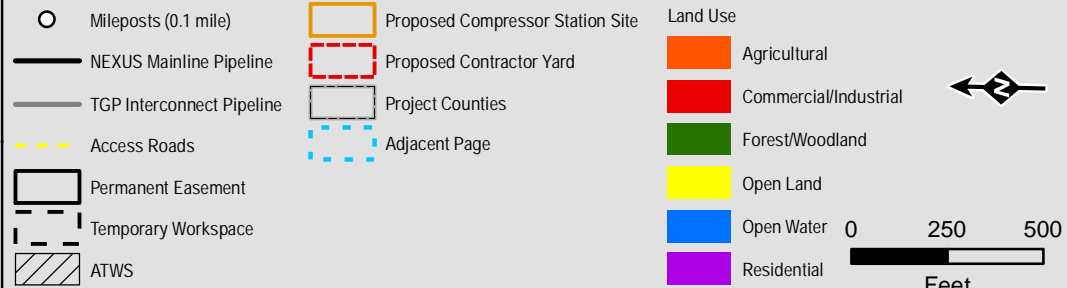 Mileposts (0.1 mile)
NEXUS Mainline Pipeline
TGP Interconnect Pipeline
Access Roads
Permanent Easement
Temporary Workspace
ATWS
Proposed Compressor Station Site
Proposed Contractor Yard
Project Counties
Adjacent Page
Land Use
Agricultural
Commercial/Industrial
Forest/Woodland
Open Land
Open Water
Residential
N
0 250 500
Feet